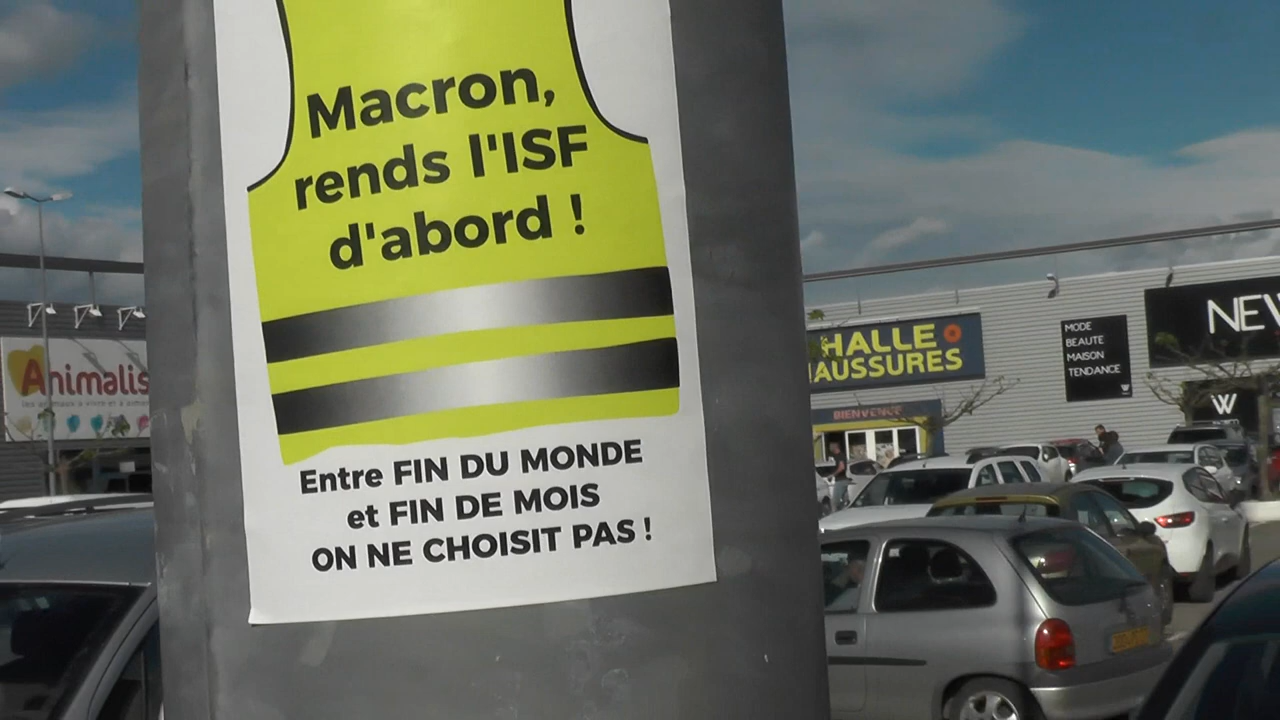 Macron,
rends l'ISF
d'abord !
Entre FIN DU MONDE
et FIN DE MOIS
ON NE CHOISIT PAS !
Animalis
HALLE
AUSSURES
BIENVENUE
MODE
BEAUTE
MAISON
TENDANCE
W
NEW
W